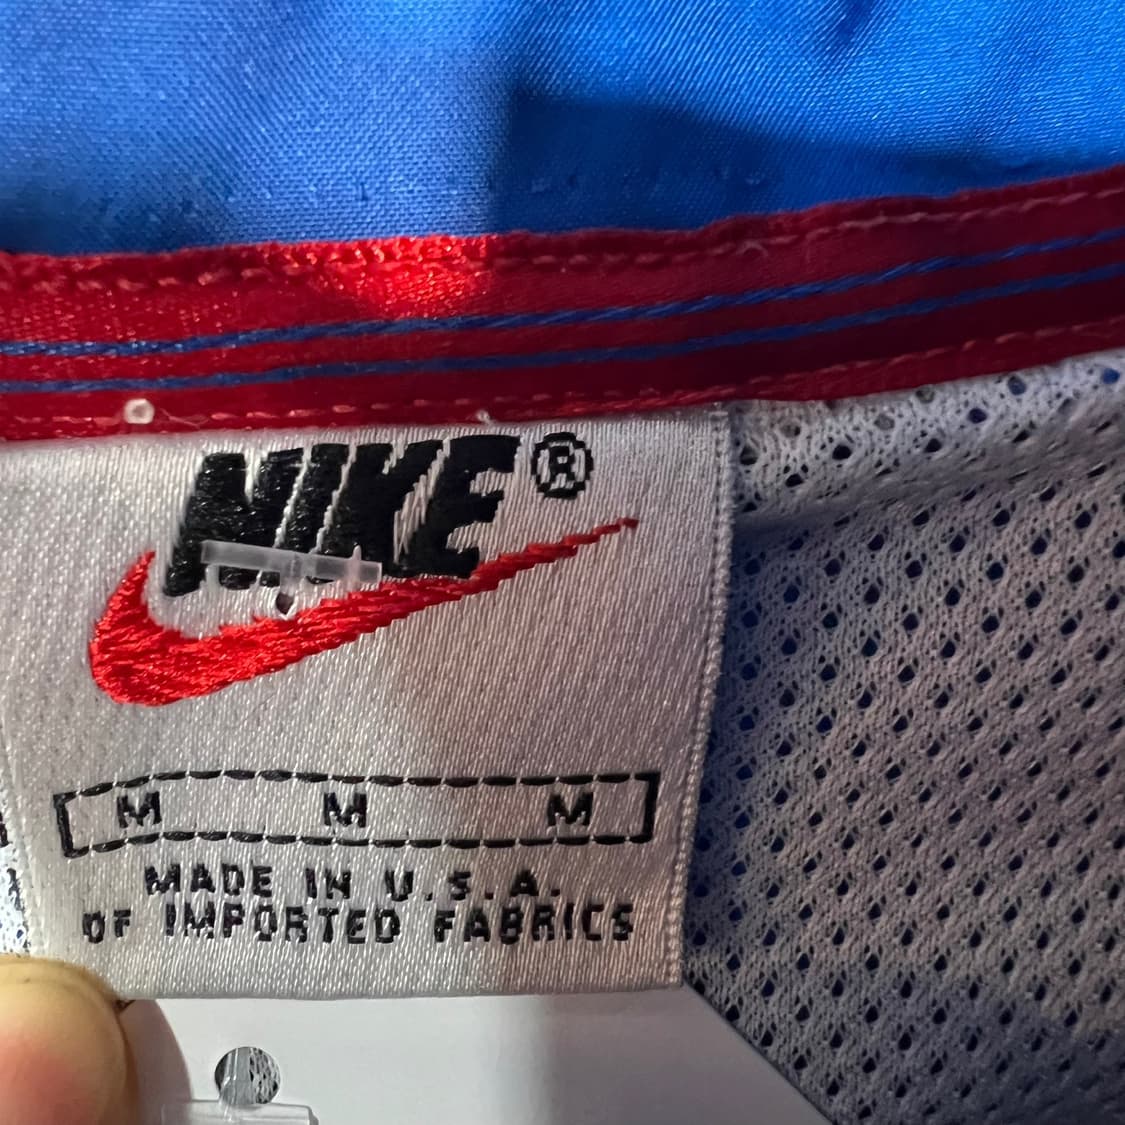 NIKE®
M M M
MADE IN U.S.A.
OF IMPORTED FABRICS